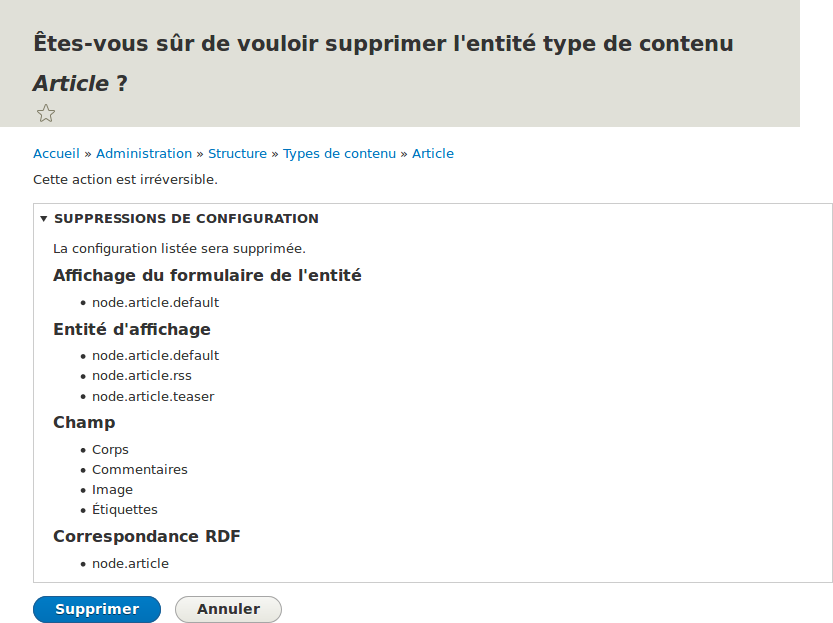 Êtes-vous sûr de vouloir supprimer l'entité type de contenu
Article ?
Accueil » Administration » Structure » Types de contenu » Article
Cette action est irréversible.
SUPPRESSIONS DE CONFIGURATION
La configuration listée sera supprimée.
Affichage du formulaire de l'entité
• node.article.default
Entité d'affichage
• node.article.default
• node.article.rss
• node.article.teaser
Champ
• Corps
• Commentaires
• Image
• Étiquettes
Correspondance RDF
• node.article
Supprimer Annuler